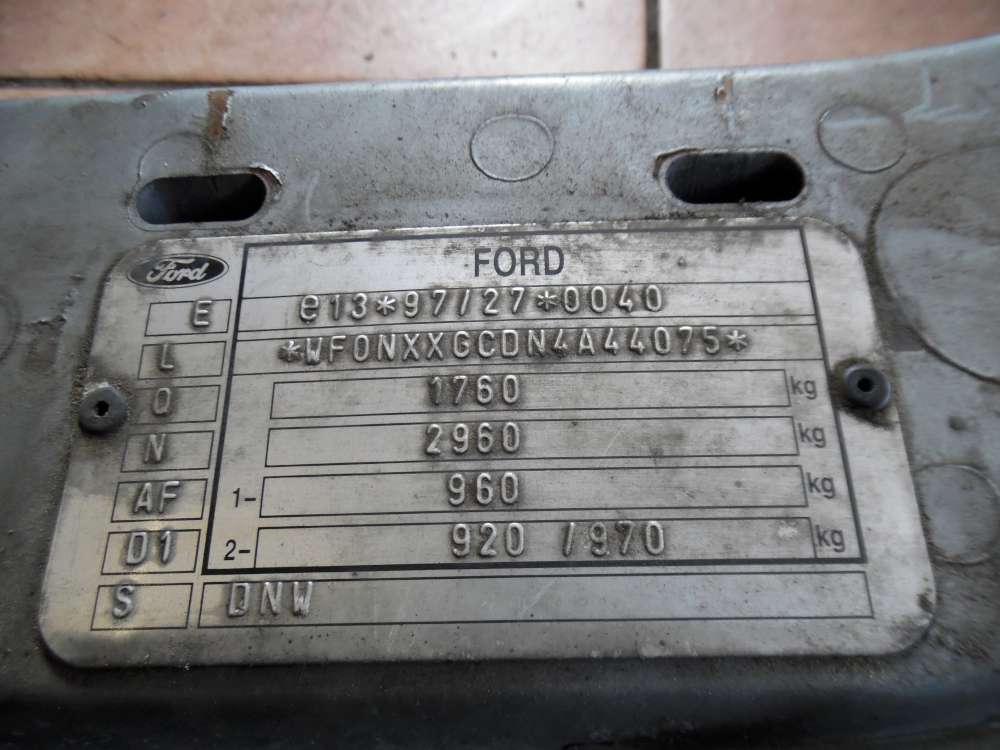 FORD
Ford
E e13*97/27*0040
L *WF0NXXGCDN4A44075*
Q 1760 kg
N 2960 kg
AF 1- 960 kg
D1 2- 920 /970 kg
S DNW